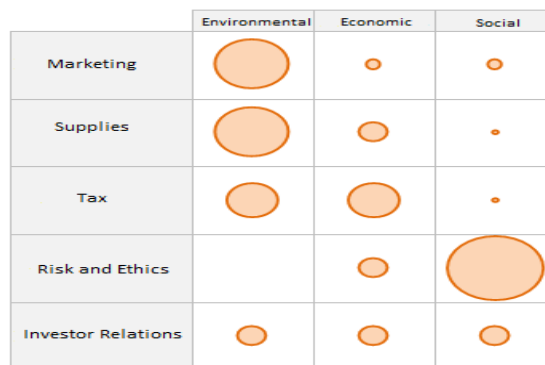 Environmental Economic Social
Marketing
Supplies
Tax
Risk and Ethics
Investor Relations